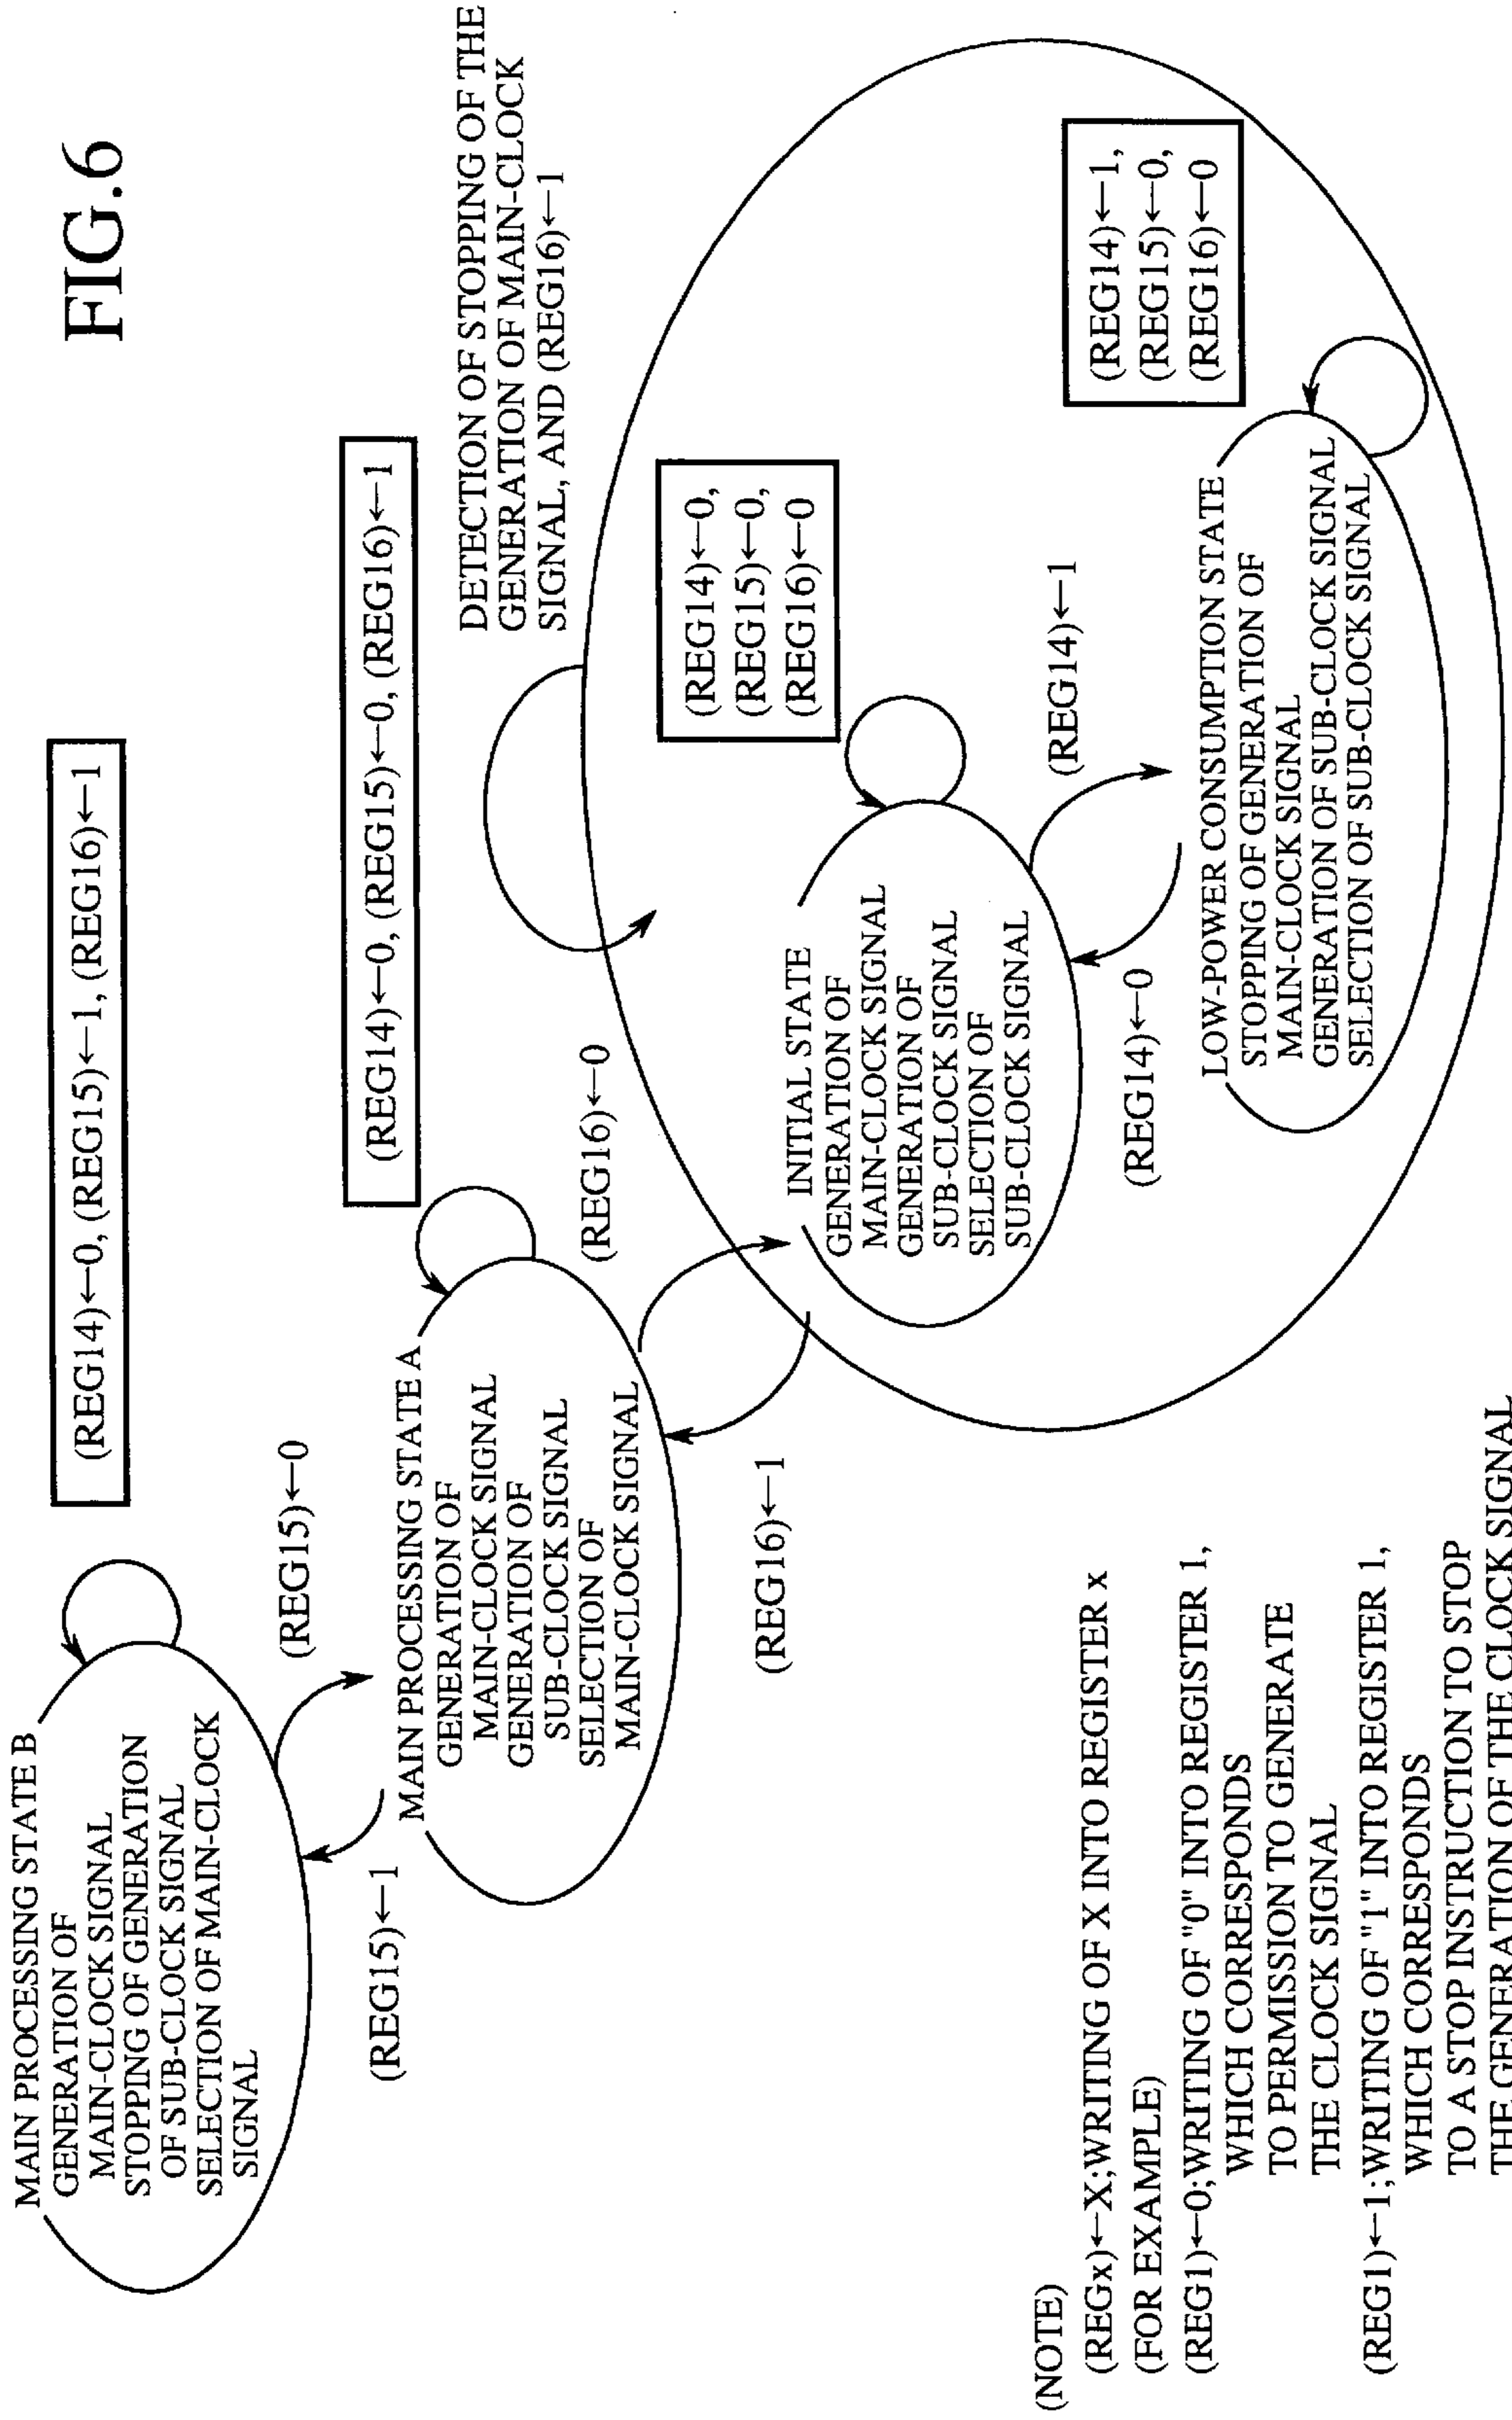 FIG.6
MAIN PROCESSING STATE B
GENERATION OF
MAIN-CLOCK SIGNAL
STOPPING OF GENERATION
OF SUB-CLOCK SIGNAL
SELECTION OF MAIN-CLOCK
SIGNAL
(REG14)←0, (REG15)←1, (REG16)←1
(REG15)←0
(REG15)←1
MAIN PROCESSING STATE A
GENERATION OF
MAIN-CLOCK SIGNAL
GENERATION OF
SUB-CLOCK SIGNAL
SELECTION OF
MAIN-CLOCK SIGNAL
(REG14)←0, (REG15)←0, (REG16)←1
(REG16)←0
(REG16)←1
DETECTION OF STOPPING OF THE
GENERATION OF MAIN-CLOCK
SIGNAL, AND (REG16)←1
INITIAL STATE
GENERATION OF
MAIN-CLOCK SIGNAL
GENERATION OF
SUB-CLOCK SIGNAL
SELECTION OF
SUB-CLOCK SIGNAL
(REG14)←0,
(REG15)←0,
(REG16)←0
(REG14)←1
(REG14)←0
LOW-POWER CONSUMPTION STATE
STOPPING OF GENERATION OF
MAIN-CLOCK SIGNAL
GENERATION OF SUB-CLOCK SIGNAL
SELECTION OF SUB-CLOCK SIGNAL
(REG14)←1,
(REG15)←0,
(REG16)←0
(NOTE)
(REGx)←X;WRITING OF X INTO REGISTER x
(FOR EXAMPLE)
(REG1)←0;WRITING OF "0" INTO REGISTER 1,
WHICH CORRESPONDS
TO PERMISSION TO GENERATE
THE CLOCK SIGNAL
(REG1)←1;WRITING OF "1" INTO REGISTER 1,
WHICH CORRESPONDS
TO A STOP INSTRUCTION TO STOP
THE GENERATION OF THE CLOCK SIGNAL